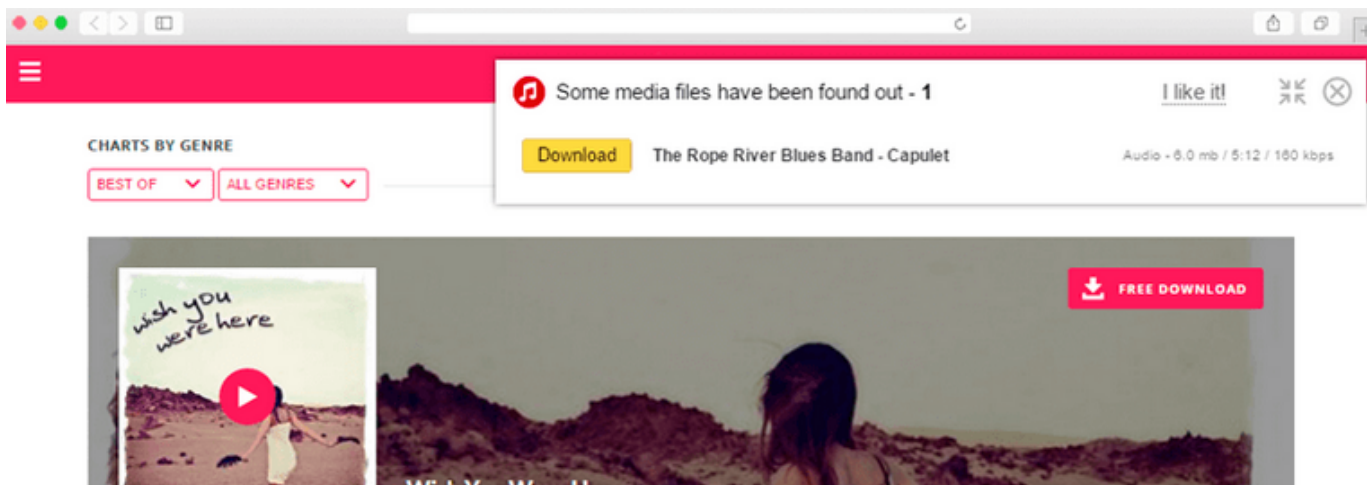 Some media files have been found out - 1
I like it!
Download
The Rope River Blues Band - Capulet
Audio - 6.0 mb / 5:12 / 160 kbps
CHARTS BY GENRE
BEST OF
ALL GENRES
wish you
were here
FREE DOWNLOAD